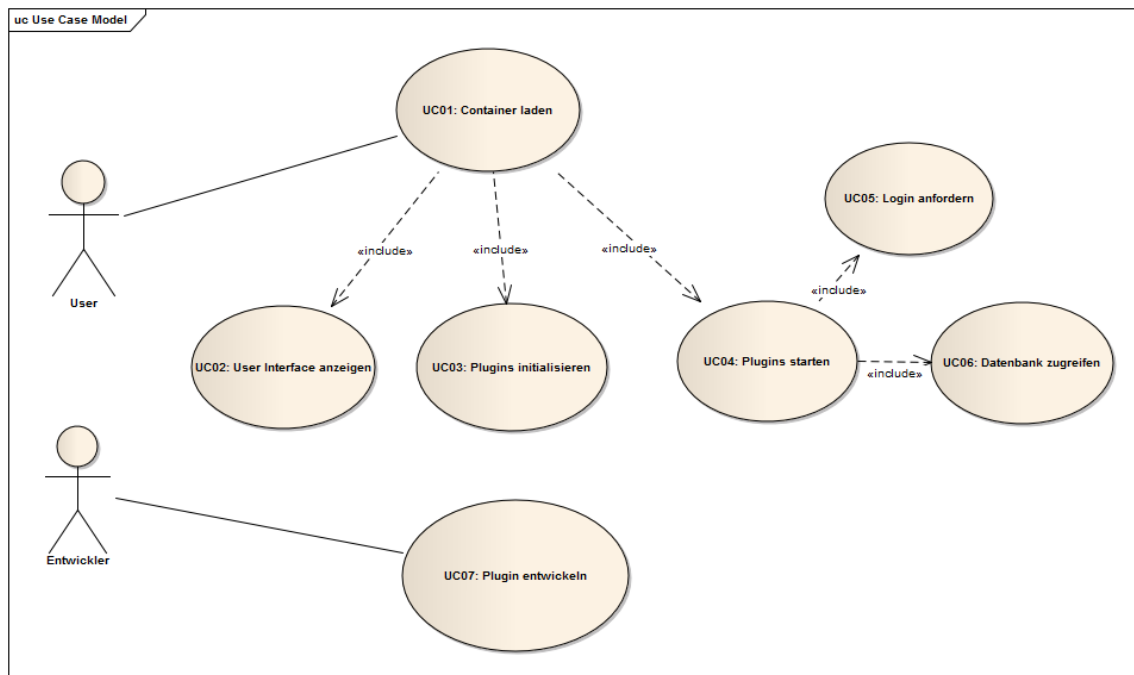 uc Use Case Model
UC01: Container laden
UC05: Login anfordern
«include»
«include»
«include»
«include»
User
UC02: User Interface anzeigen
UC03: Plugins initialisieren
UC04: Plugins starten
UC06: Datenbank zugreifen
«include»
Entwickler
UC07: Plugin entwickeln